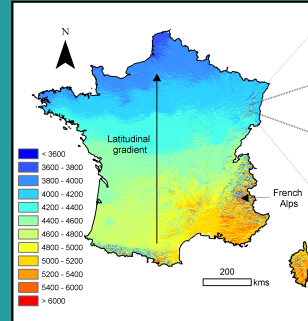 N
Latitudinal
gradient
< 3600
3600 - 3800
3800 - 4000
4000 - 4200
4200 - 4400
4400 - 4600
4600 - 4800
4800 - 5000
5000 - 5200
5200 - 5400
5400 - 6000
> 6000
French
Alps
200
kms